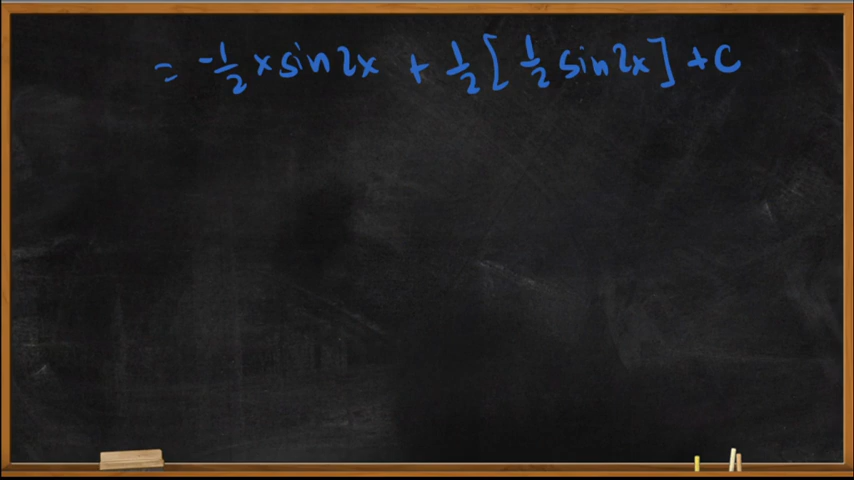 = -1/2 x sin 2x + 1/2 [ 1/2 sin 2x ] + C